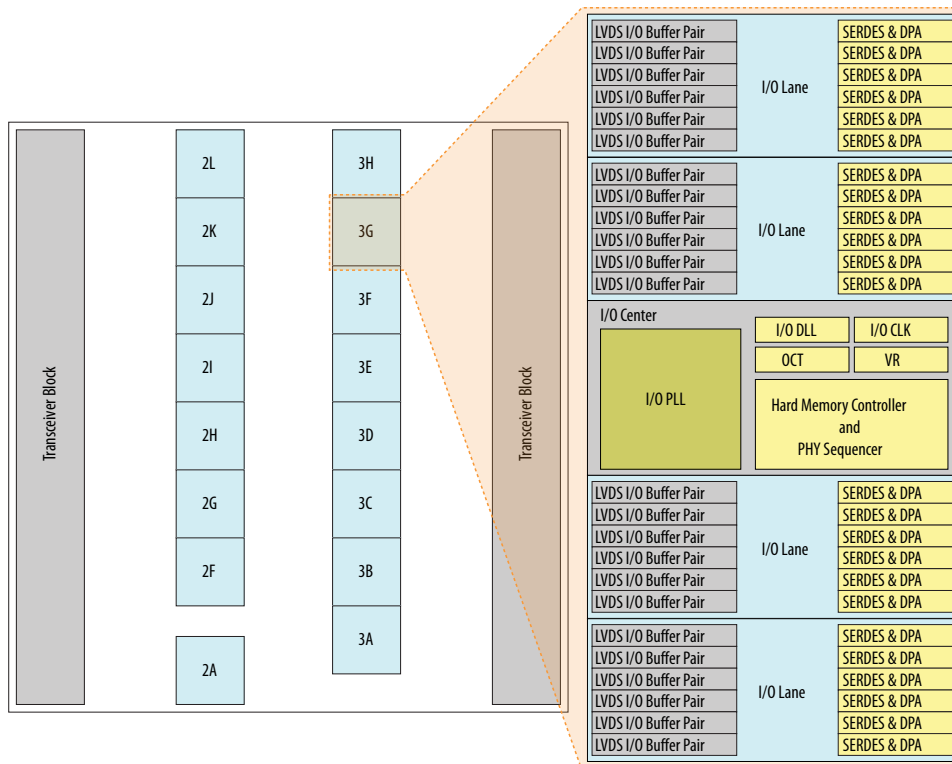 Transceiver Block
2L
2K
2J
2I
2H
2G
2F
2A
3H
3G
3F
3E
3D
3C
3B
3A
Transceiver Block
LVDS I/O Buffer Pair
LVDS I/O Buffer Pair
LVDS I/O Buffer Pair
LVDS I/O Buffer Pair
LVDS I/O Buffer Pair
LVDS I/O Buffer Pair
I/O Lane
SERDES & DPA
SERDES & DPA
SERDES & DPA
SERDES & DPA
SERDES & DPA
SERDES & DPA
LVDS I/O Buffer Pair
LVDS I/O Buffer Pair
LVDS I/O Buffer Pair
LVDS I/O Buffer Pair
LVDS I/O Buffer Pair
LVDS I/O Buffer Pair
I/O Lane
SERDES & DPA
SERDES & DPA
SERDES & DPA
SERDES & DPA
SERDES & DPA
SERDES & DPA
I/O Center
I/O PLL
I/O DLL
I/O CLK
OCT
VR
Hard Memory Controller
and
PHY Sequencer
LVDS I/O Buffer Pair
LVDS I/O Buffer Pair
LVDS I/O Buffer Pair
LVDS I/O Buffer Pair
LVDS I/O Buffer Pair
LVDS I/O Buffer Pair
I/O Lane
SERDES & DPA
SERDES & DPA
SERDES & DPA
SERDES & DPA
SERDES & DPA
SERDES & DPA
LVDS I/O Buffer Pair
LVDS I/O Buffer Pair
LVDS I/O Buffer Pair
LVDS I/O Buffer Pair
LVDS I/O Buffer Pair
LVDS I/O Buffer Pair
I/O Lane
SERDES & DPA
SERDES & DPA
SERDES & DPA
SERDES & DPA
SERDES & DPA
SERDES & DPA